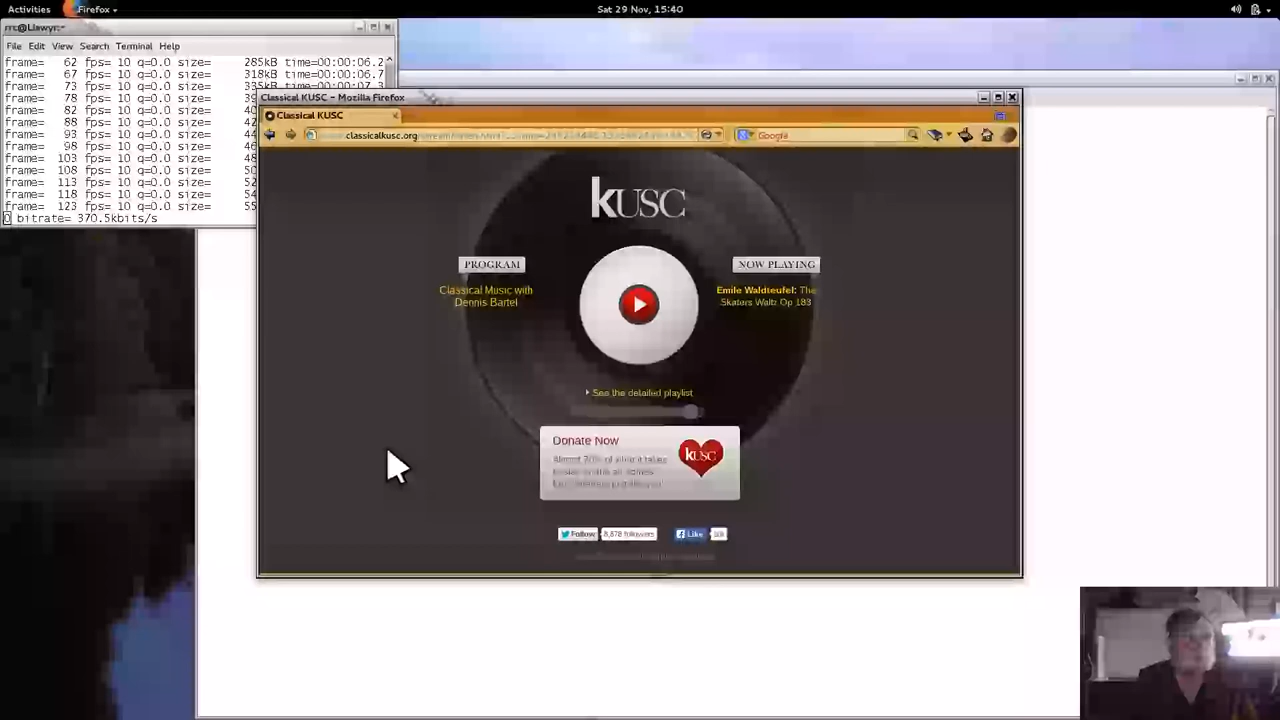 Activities Firefox Sat 29 Nov, 15:40
File Edit View Search Terminal Help
frame= 62 fps= 10 q=0.0 size= 285kB time=00:00:06.2
frame= 67 fps= 10 q=0.0 size= 318kB time=00:00:06.7
frame= 73 fps= 10 q=0.0 size= 335kB
frame= 78 fps= 10 q=0.0 size=
frame= 82 fps= 10 q=0.0 size=
frame= 88 fps= 10 q=0.0 size=
frame= 93 fps= 10 q=0.0 size=
frame= 98 fps= 10 q=0.0 size=
frame= 103 fps= 10 q=0.0 size=
frame= 108 fps= 10 q=0.0 size=
frame= 113 fps= 10 q=0.0 size=
frame= 118 fps= 10 q=0.0 size=
frame= 123 fps= 10 q=0.0 size=
0 bitrate= 370.5kbits/s
Classical KUSC - Mozilla Firefox
Classical KUSC
classicalkusc.org
Google
kUSC
PROGRAM
Classical Music with
Dennis Bartel
NOW PLAYING
Emile Waldteufel: The
Skaters Waltz Op 183
See the detailed playlist
Donate Now
kUSC
Follow 8,878 followers Like